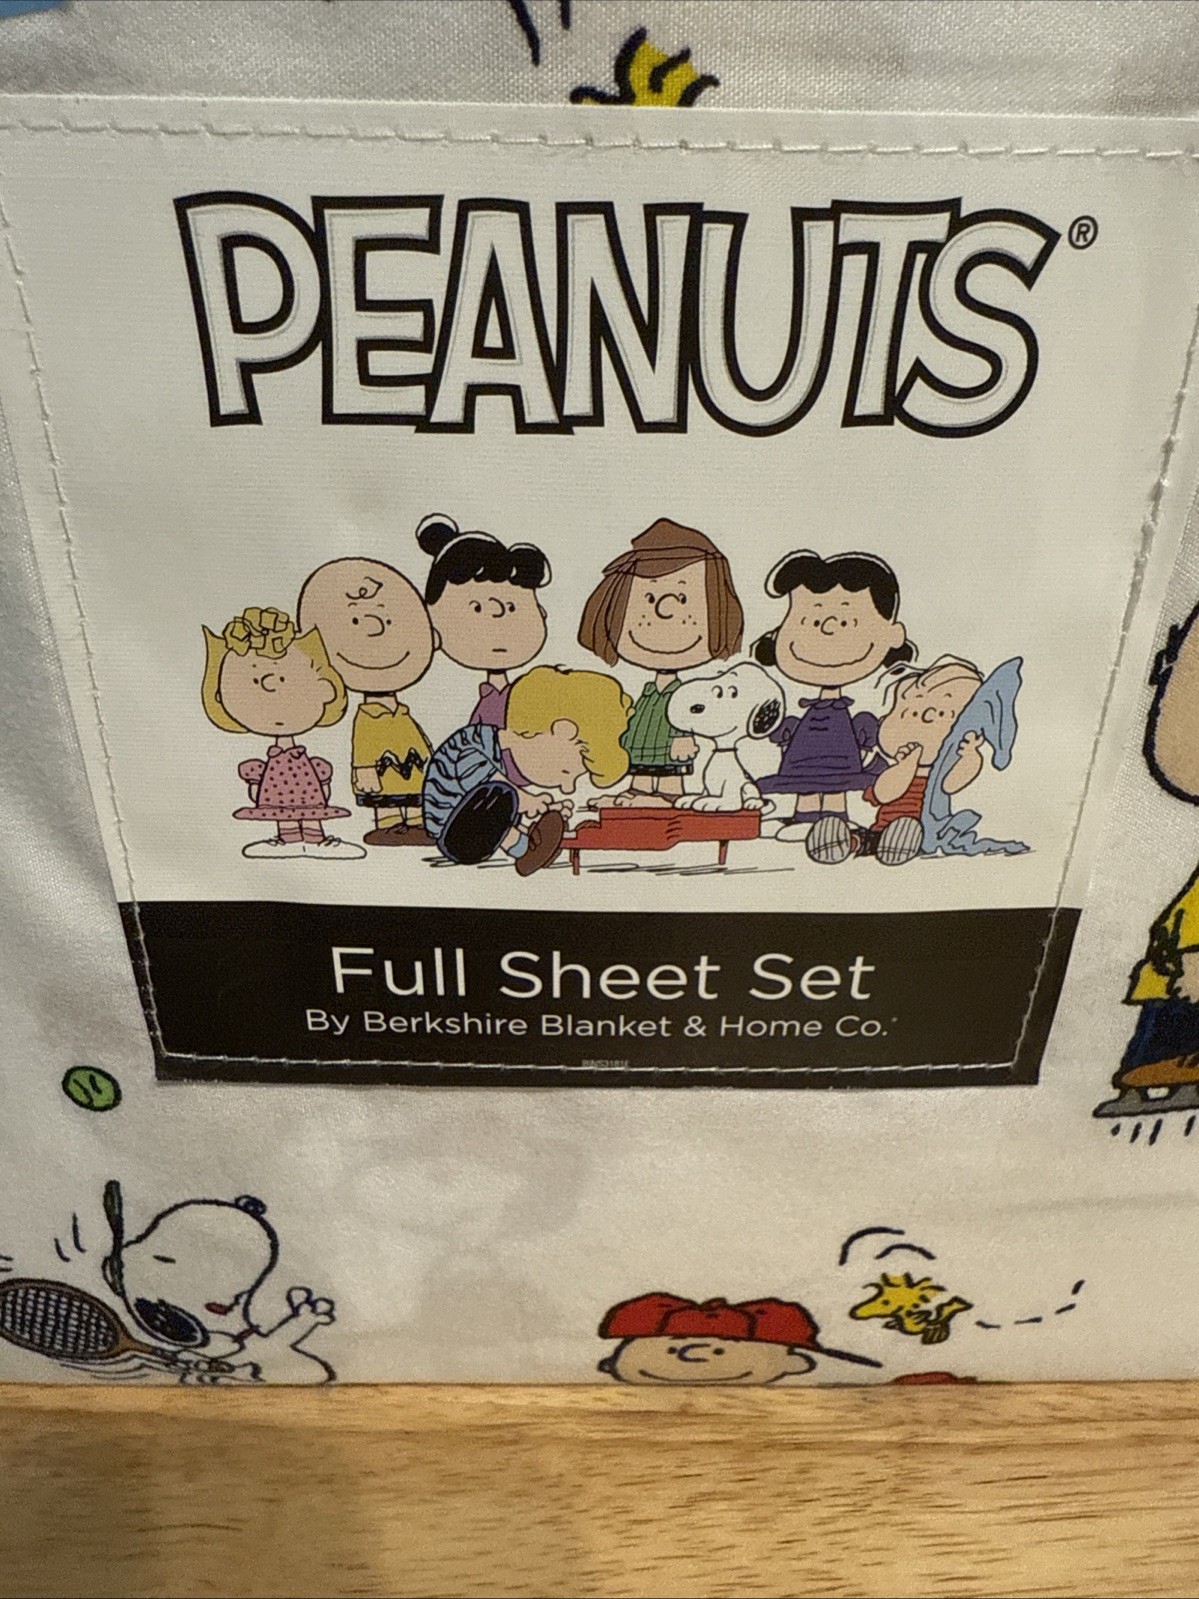 PEANUTS®
Full Sheet Set
By Berkshire Blanket & Home Co.